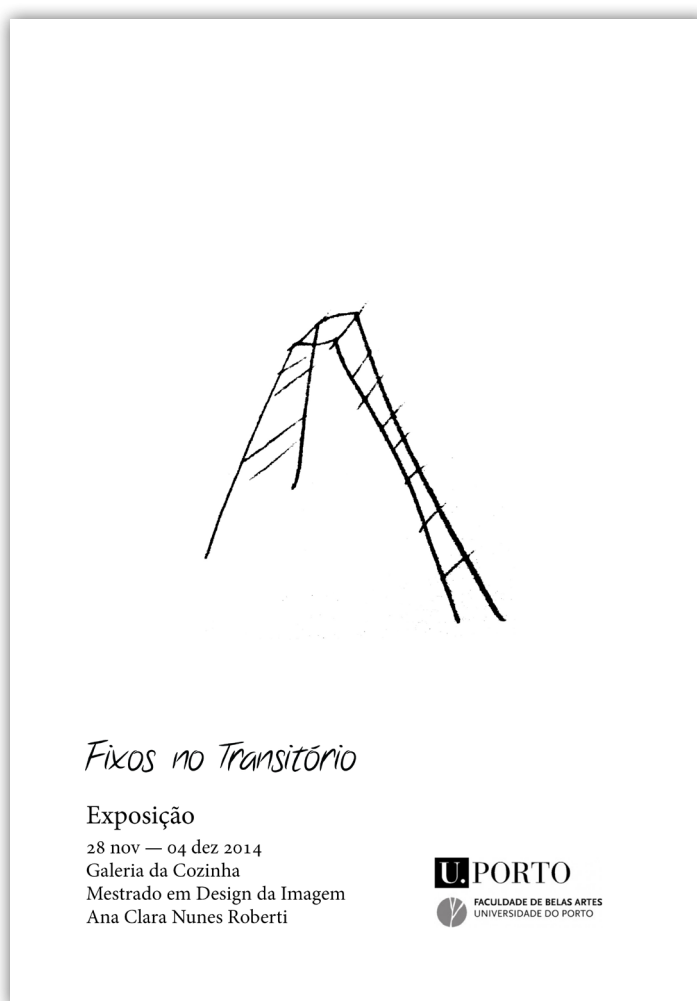 Fixos no Transitório
Exposição
28 nov — 04 dez 2014
Galeria da Cozinha
Mestrado em Design da Imagem
Ana Clara Nunes Roberti
U.PORTO
FACULDADE DE BELAS ARTES
UNIVERSIDADE DO PORTO